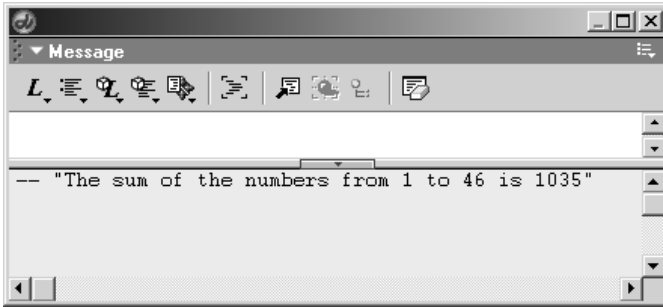 Message
-- "The sum of the numbers from 1 to 46 is 1035"